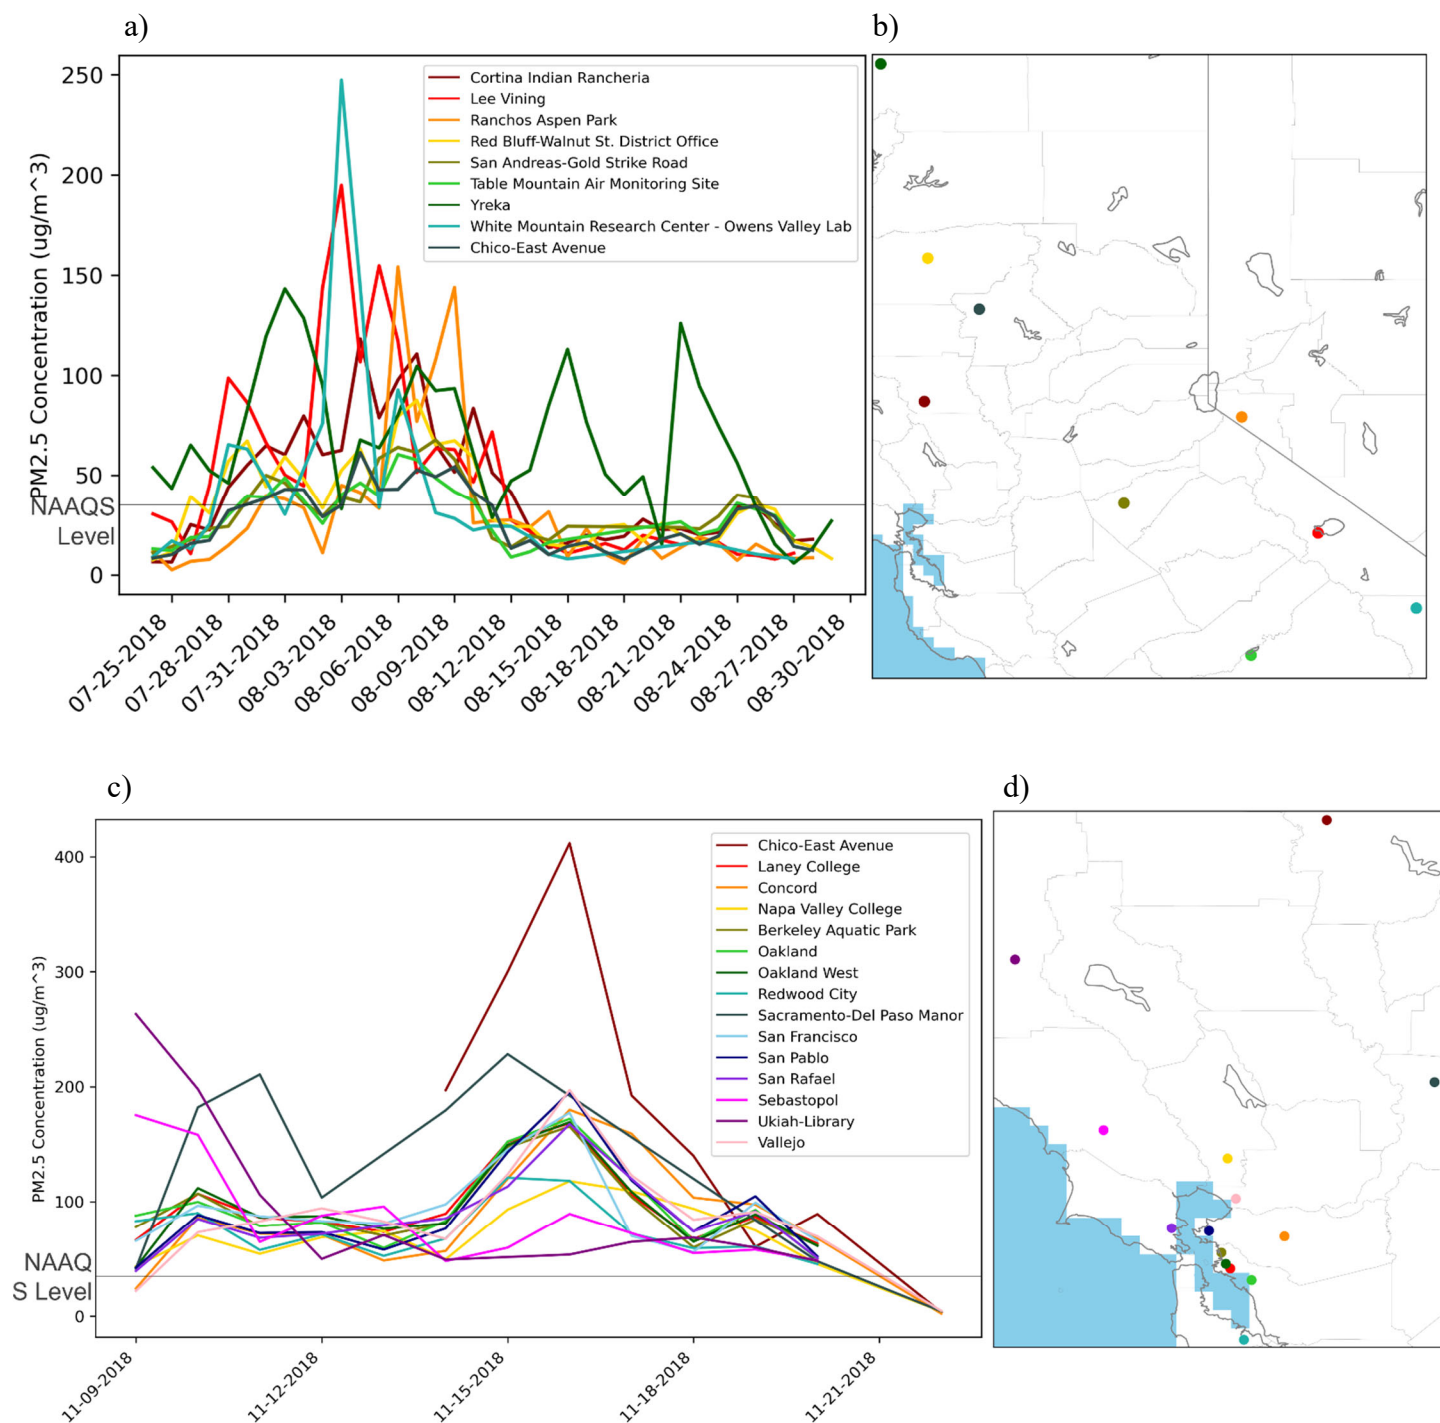 a)
b)
PM2.5 Concentration (ug/m^3)
250
200
150
100
50
0
NAAQS
Level
Cortina Indian Rancheria
Lee Vining
Ranchos Aspen Park
Red Bluff-Walnut St. District Office
San Andreas-Gold Strike Road
Table Mountain Air Monitoring Site
Yreka
White Mountain Research Center - Owens Valley Lab
Chico-East Avenue
07-25-2018
07-28-2018
07-31-2018
08-03-2018
08-06-2018
08-09-2018
08-12-2018
08-15-2018
08-18-2018
08-21-2018
08-24-2018
08-27-2018
08-30-2018
c)
d)
PM2.5 Concentration (ug/m^3)
400
300
200
100
0
NAAQ
S Level
Chico-East Avenue
Laney College
Concord
Napa Valley College
Berkeley Aquatic Park
Oakland
Oakland West
Redwood City
Sacramento-Del Paso Manor
San Francisco
San Pablo
San Rafael
Sebastopol
Ukiah-Library
Vallejo
11-09-2018
11-12-2018
11-15-2018
11-18-2018
11-21-2018